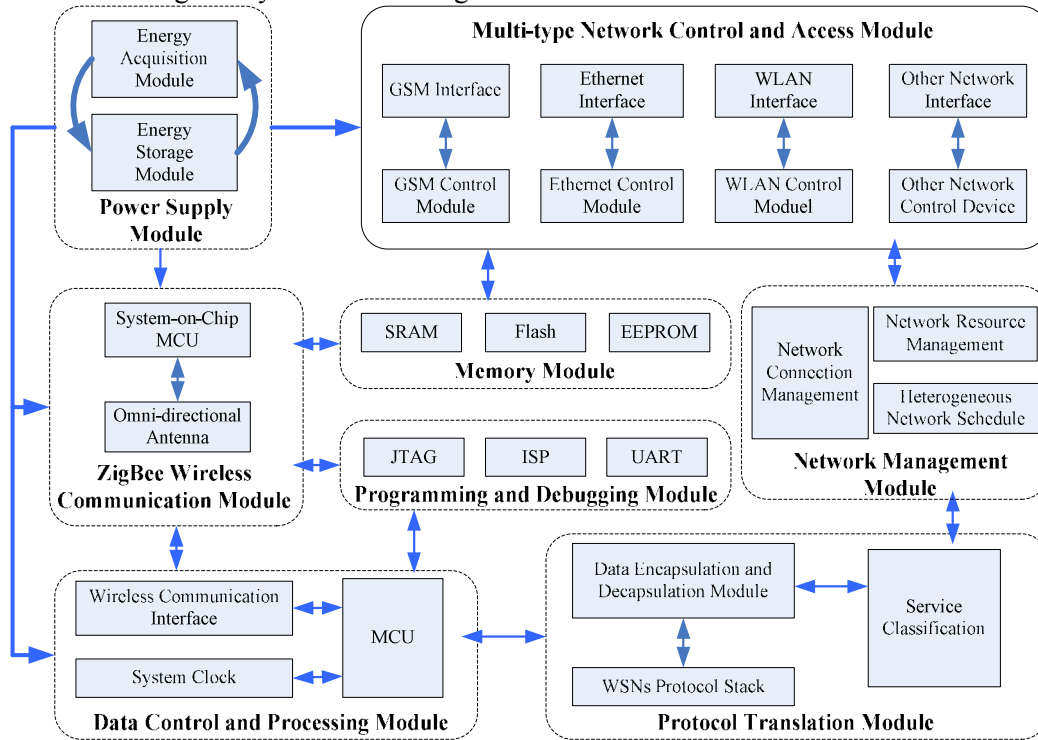 Energy
Acquisition
Module
Energy
Storage
Module
Power Supply
Module
Multi-type Network Control and Access Module
GSM Interface
Ethernet
Interface
WLAN
Interface
Other Network
Interface
GSM Control
Module
Ethernet Control
Module
WLAN Control
Moduel
Other Network
Control Device
System-on-Chip
MCU
Omni-directional
Antenna
ZigBee Wireless
Communication Module
SRAM
Flash
EEPROM
Memory Module
JTAG
ISP
UART
Programming and Debugging Module
Network
Connection
Management
Network Resource
Management
Heterogeneous
Network Schedule
Network Management
Module
Wireless Communication
Interface
System Clock
MCU
Data Control and Processing Module
Data Encapsulation and
Decapsulation Module
WSNs Protocol Stack
Service
Classification
Protocol Translation Module